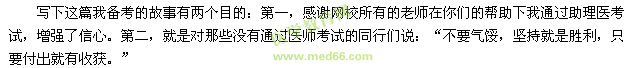 写下这篇我备考的故事有两个目的：第一，感谢网校所有的老师在你们的帮助下我通过助理医考
试，增强了信心。第二，就是对那些没有通过医师考试的同行们说：“不要气馁，坚持就是胜利，只
要付出就有收获。”
www.med66.com